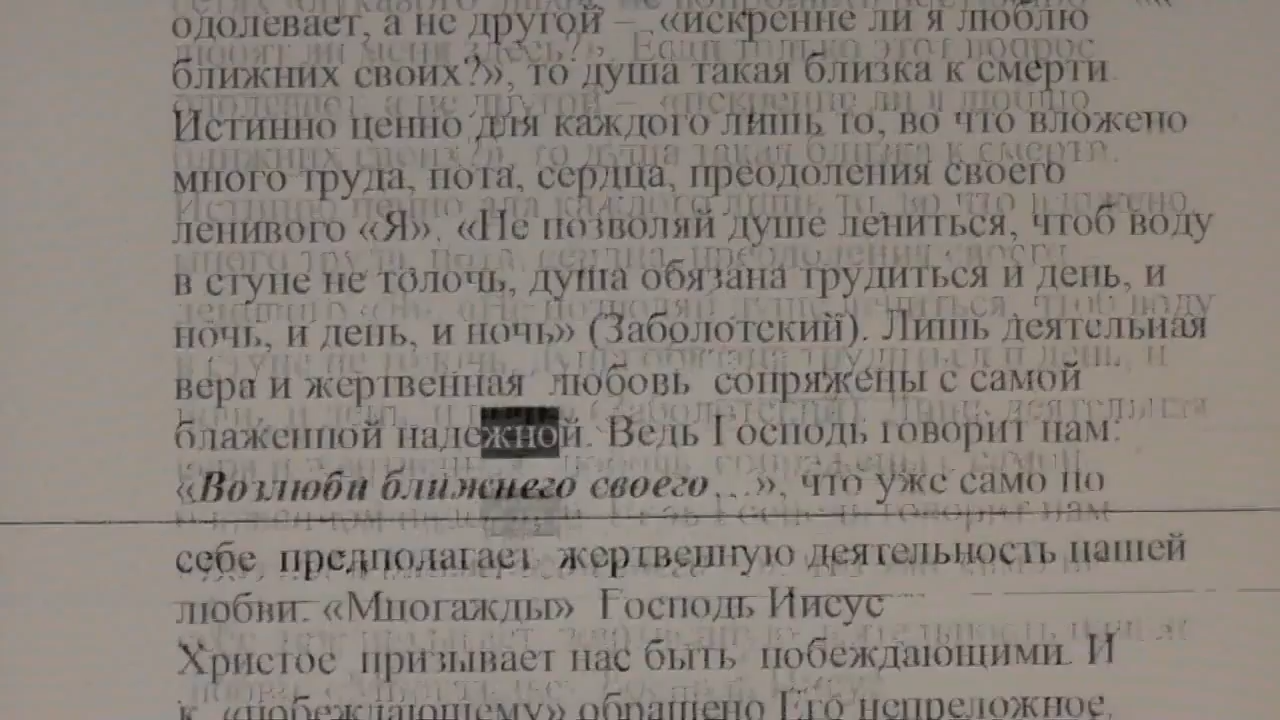 одолевает, а не другой – «искренне ли я люблю
ближних своих?», то душа такая близка к смерти.
Истинно ценно для каждого лишь то, во что вложено
много труда, пота, сердца, преодоления своего
ленивого «Я». «Не позволяй душе лениться, чтоб воду
в ступе не толочь, душа обязана трудиться и день, и
ночь, и день, и ночь» (Заболотский). Лишь деятельная
вера и жертвенная любовь сопряжены с самой
блаженной надежной. Ведь Господь говорит нам:
«Возлюби ближнего своего…», что уже само по
себе предполагает жертвенную деятельность нашей
любви. «Многажды» Господь Иисус
Христос призывает нас быть побеждающими. И
к «побеждающему» обращено Его непреложное,